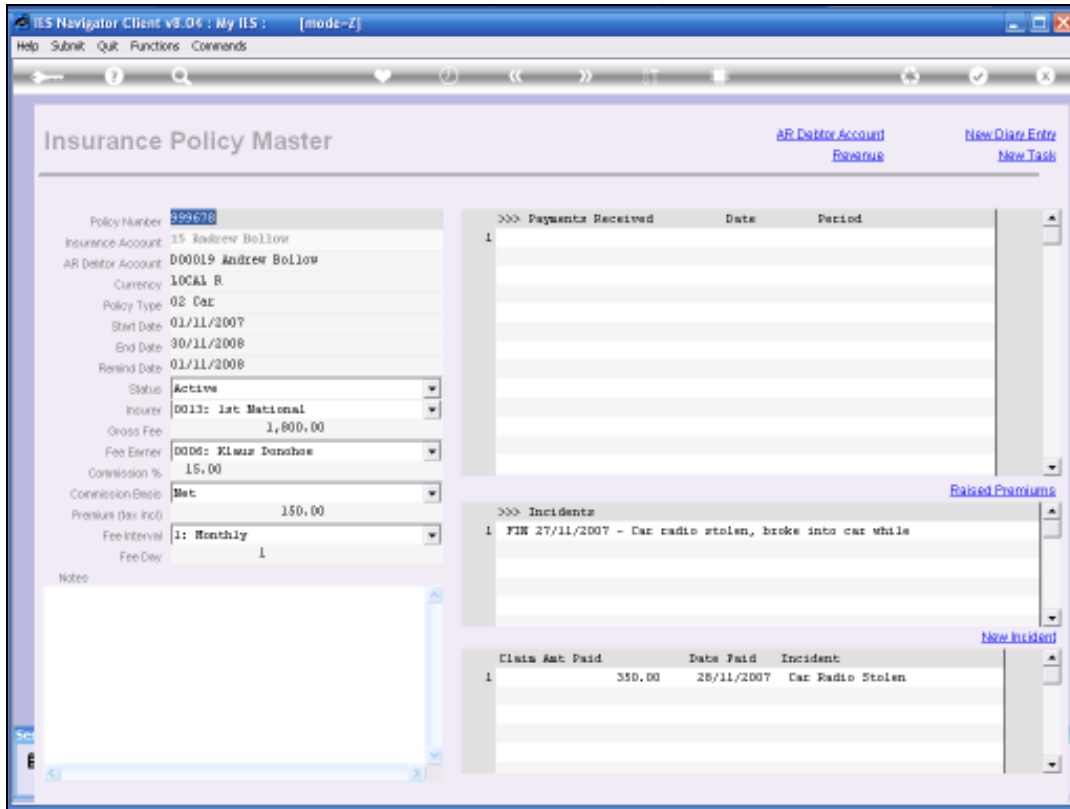 IES Navigator Client v8.04 : My IES : [mode=Z]
Help Submit Quit Functions Commands
Insurance Policy Master
AR Debtor Account
New Diary Entry
Revenue
New Task
Policy Number 999678
Insurance Account 15 Andrew Bollow
AR Debtor Account D00019 Andrew Bollow
Currency LOCAL R
Policy Type 02 Car
Start Date 01/11/2007
End Date 30/11/2008
Remind Date 01/11/2008
Status Active
Insurer 0013: 1st National
Gross Fee 1,800.00
Fee Earner 0006: Klaus Donohoe
Commission % 15.00
Commission Basis Net
Premium (tax incl) 150.00
Fee Interval 1: Monthly
Fee Day 1
Notes
>>> Payments Received Date Period
1
Raised Premiums
>>> Incidents
1 FIN 27/11/2007 - Car radio stolen, broke into car while
New Incident
Claim Amt Paid Date Paid Incident
1 350.00 28/11/2007 Car Radio Stolen